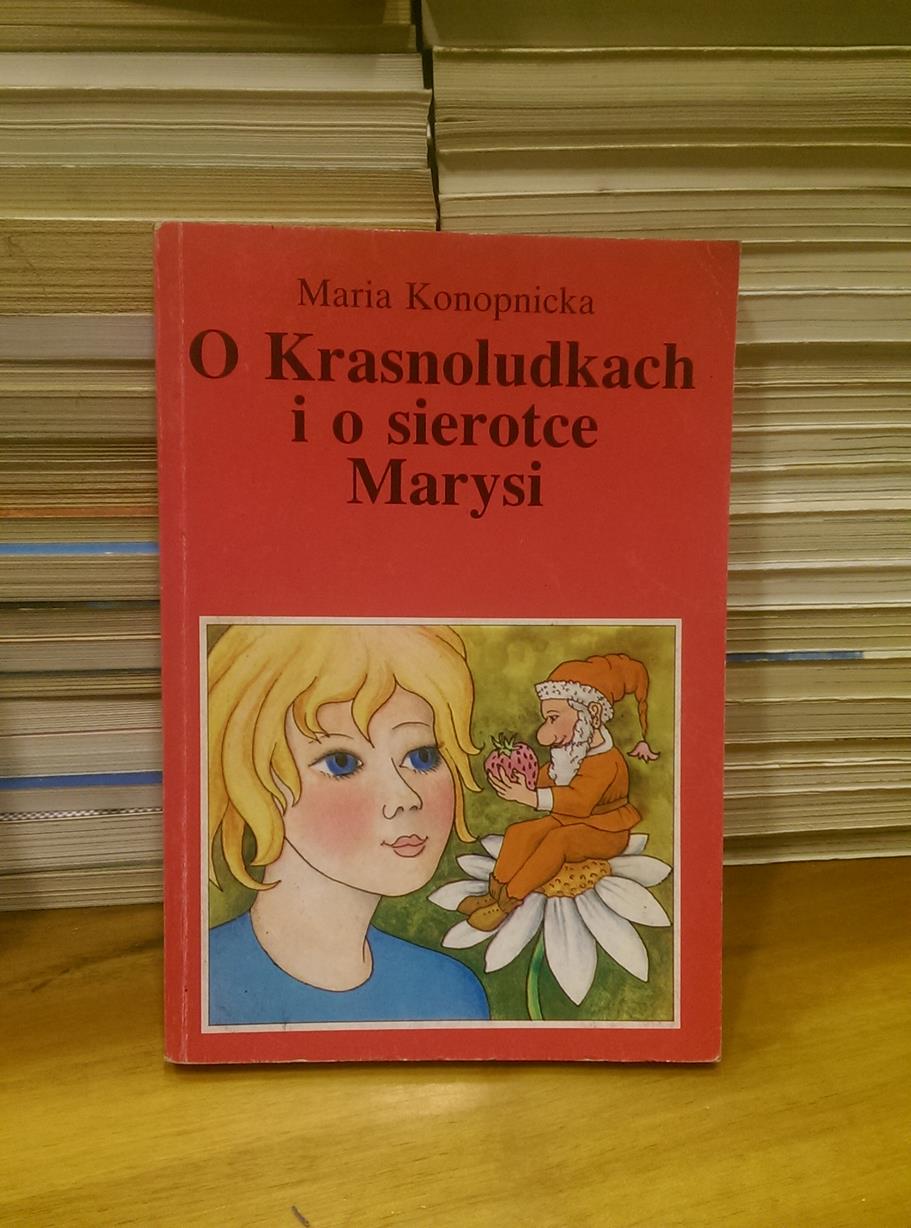 Maria Konopnicka
O Krasnoludkach
i o sierotce
Marysi